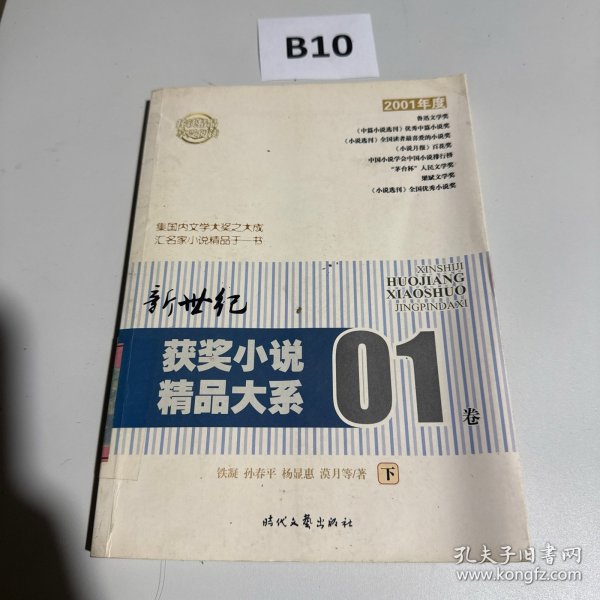 B10
2001年度
鲁迅文学奖
《中篇小说选刊》优秀中篇小说奖
《小说选刊》全国读者最喜爱的小说奖
《小说月报》百花奖
中国小说学会中国小说排行榜
“茅台杯”人民文学奖
梁斌文学奖
《小说选刊》全国优秀小说奖
集国内文学大奖之大成
汇名家小说精品于一书
XINSHIJI
HUOJIANG
XIAOSHUO
JINGPINDAXI
新世纪
获奖小说
精品大系
01
卷
铁凝 孙春平 杨显惠 漠月等/著 下
时代文艺出版社
孔夫子旧书网
www.kongfz.com